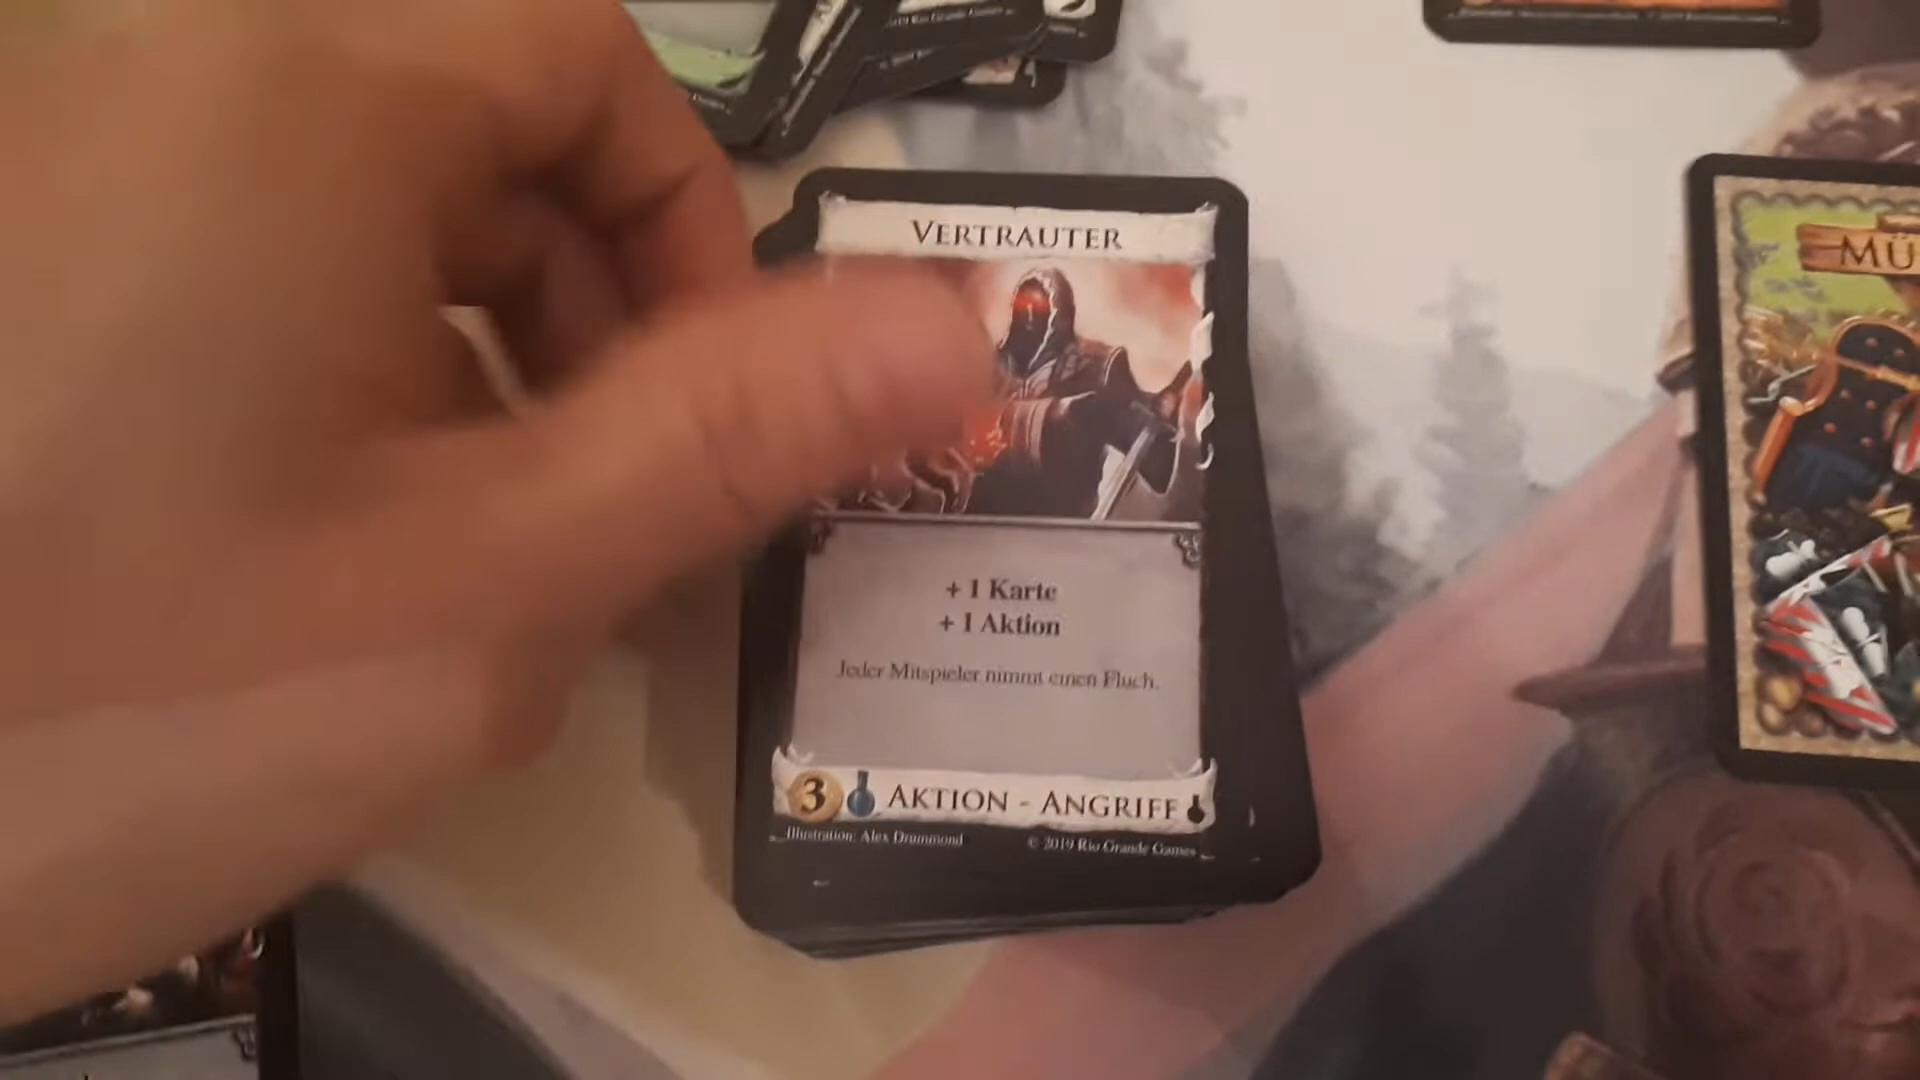 VERTRAUTER
+ 1 Karte
+ 1 Aktion
Jeder Mitspieler nimmt einen Fluch.
3 AKTION - ANGRIFF
Illustration: Alex Drummond © 2019 Rio Grande Games
MÜ